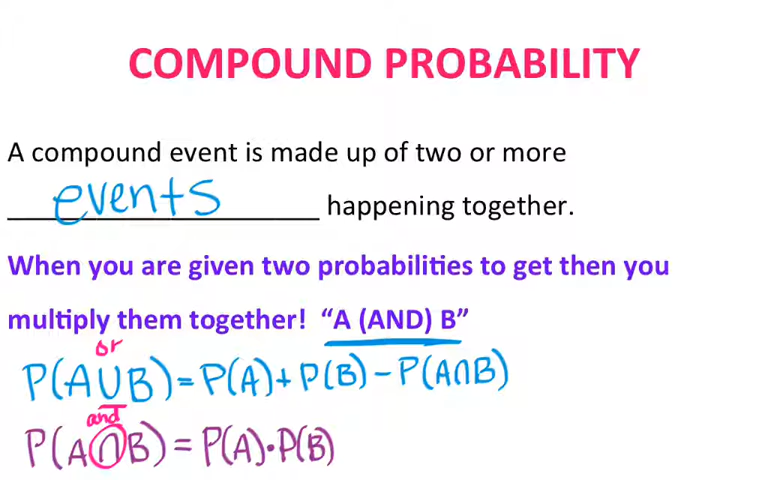 COMPOUND PROBABILITY
A compound event is made up of two or more
events happening together.
When you are given two probabilities to get then you
multiply them together! “A (AND) B”
or
P(A∪B)=P(A)+P(B)-P(A∩B)
and
P(A∩B)=P(A)·P(B)